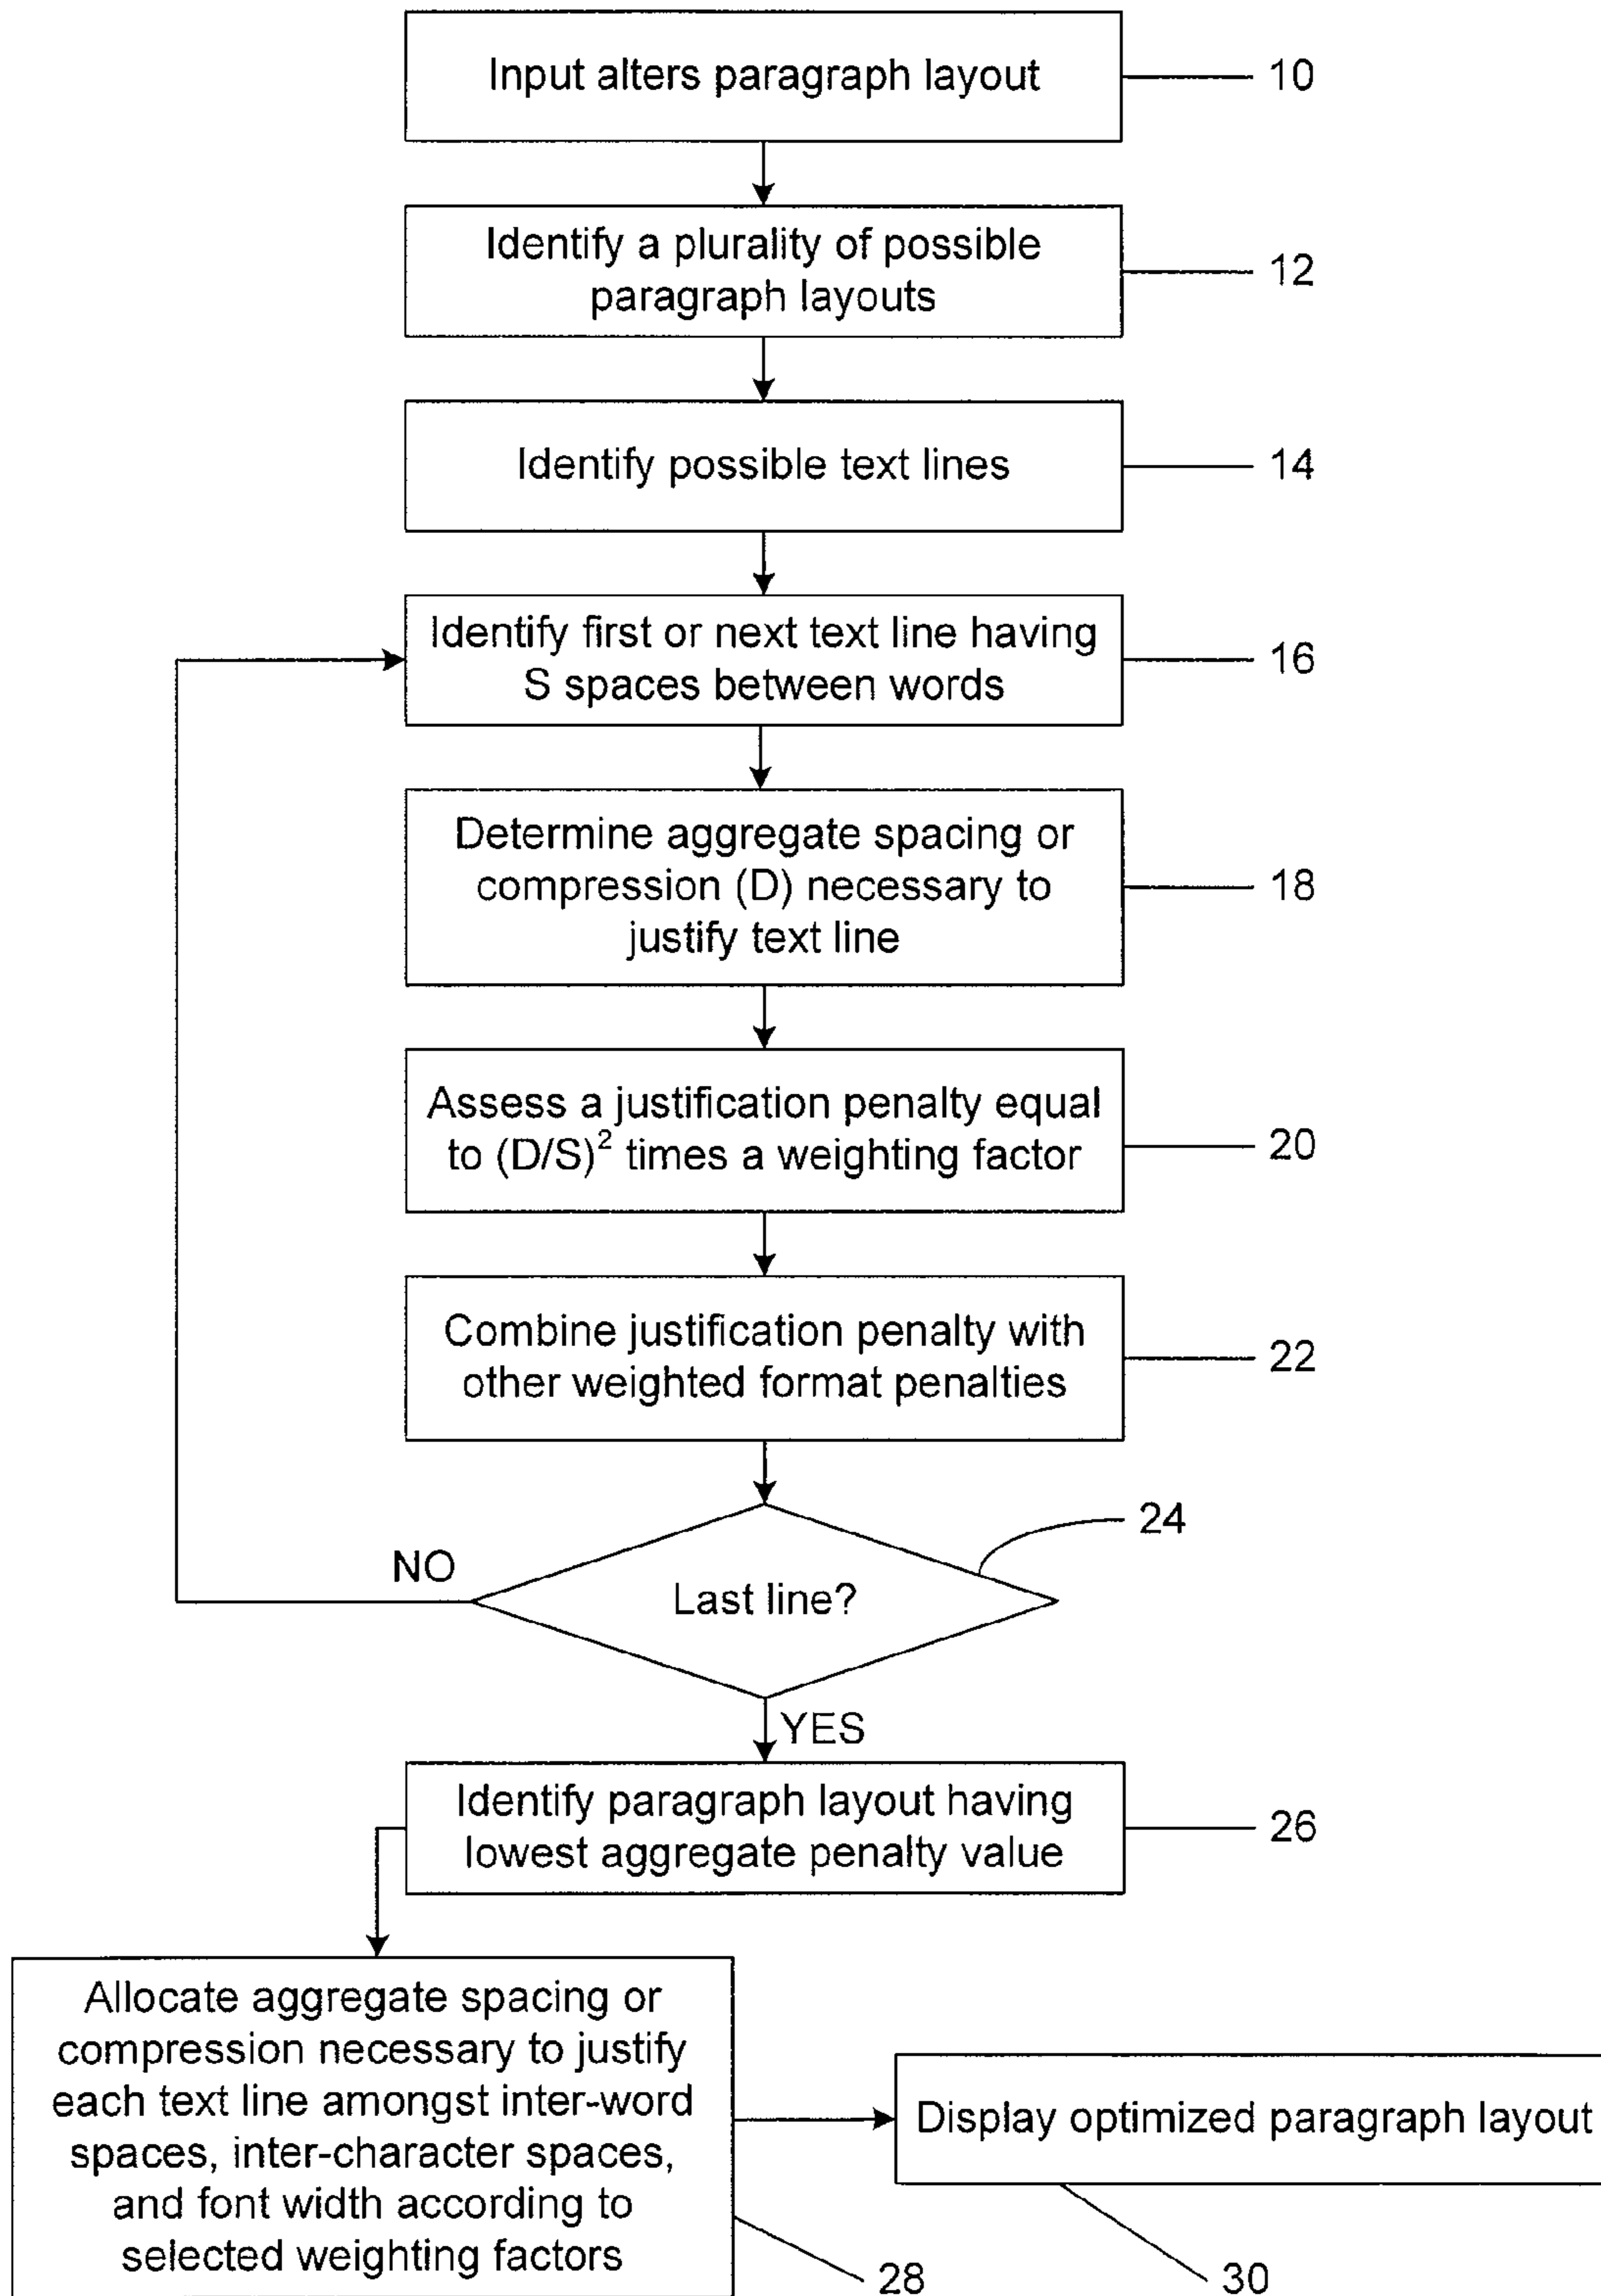 Input alters paragraph layout
10
Identify a plurality of possible
paragraph layouts
12
Identify possible text lines
14
Identify first or next text line having
S spaces between words
16
Determine aggregate spacing or
compression (D) necessary to
justify text line
18
Assess a justification penalty equal
to (D/S)² times a weighting factor
20
Combine justification penalty with
other weighted format penalties
22
24
NO
Last line?
YES
Identify paragraph layout having
lowest aggregate penalty value
26
Allocate aggregate spacing or
compression necessary to justify
each text line amongst inter-word
spaces, inter-character spaces,
and font width according to
selected weighting factors
28
Display optimized paragraph layout
30